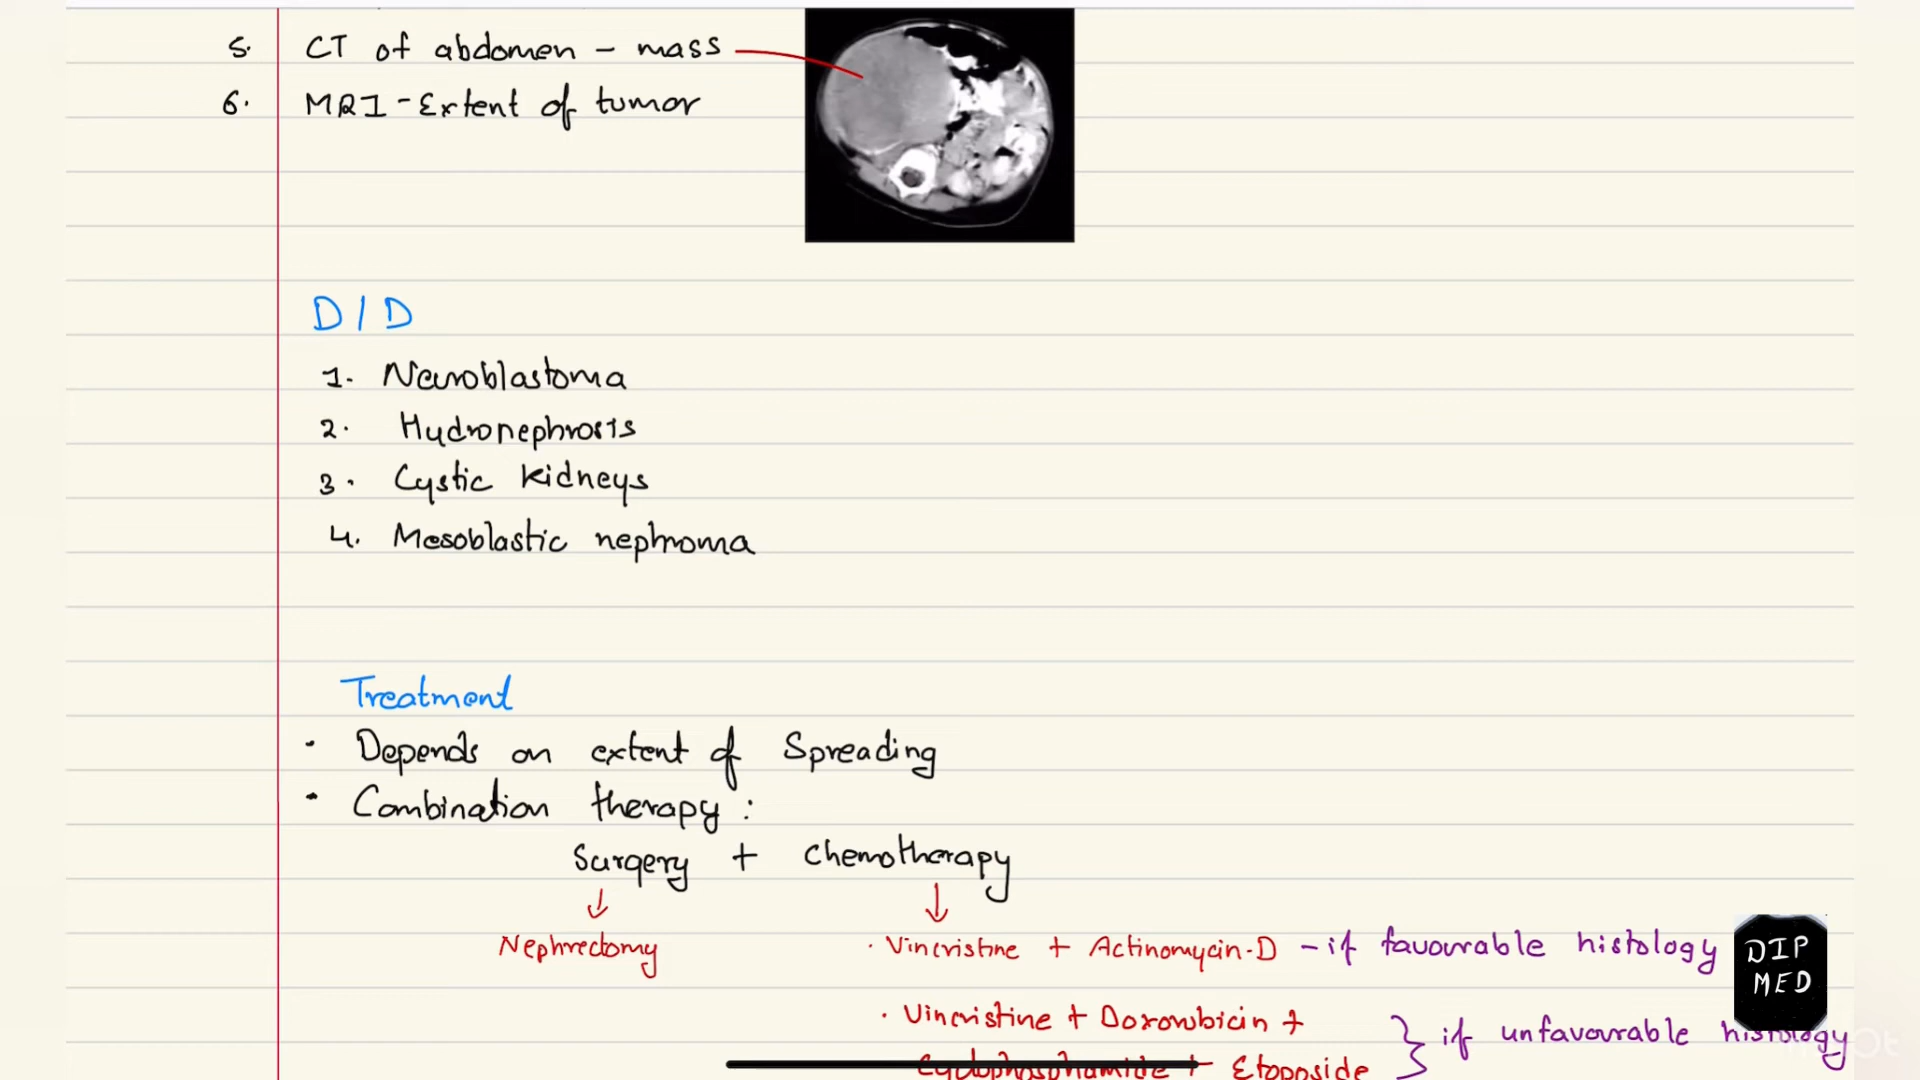 5. CT of abdomen - mass
6. MRI - Extent of tumor
D/D
1. Neuroblastoma
2. Hydronephrosis
3. Cystic kidneys
4. Mesoblastic nephroma
Treatment
• Depends on extent of Spreading
• Combination therapy:
Surgery + Chemotherapy
Nephrectomy
• Vincristine + Actinomycin-D - if favourable histology
• Vincristine + Doxorubicin +
Cyclophosphamide + Etoposide } if unfavourable histology
DIP
MED